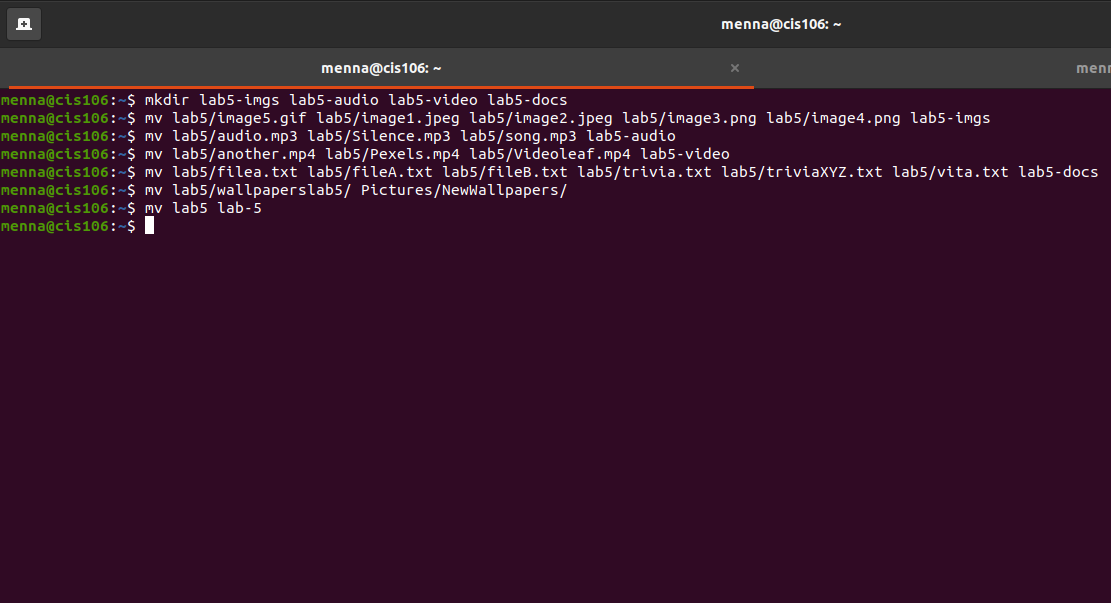 menna@cis106: ~
menna@cis106: ~ × menn
menna@cis106:~$ mkdir lab5-imgs lab5-audio lab5-video lab5-docs
menna@cis106:~$ mv lab5/image5.gif lab5/image1.jpeg lab5/image2.jpeg lab5/image3.png lab5/image4.png lab5-imgs
menna@cis106:~$ mv lab5/audio.mp3 lab5/Silence.mp3 lab5/song.mp3 lab5-audio
menna@cis106:~$ mv lab5/another.mp4 lab5/Pexels.mp4 lab5/Videoleaf.mp4 lab5-video
menna@cis106:~$ mv lab5/filea.txt lab5/fileA.txt lab5/fileB.txt lab5/trivia.txt lab5/triviaXYZ.txt lab5/vita.txt lab5-docs
menna@cis106:~$ mv lab5/wallpaperslab5/ Pictures/NewWallpapers/
menna@cis106:~$ mv lab5 lab-5
menna@cis106:~$